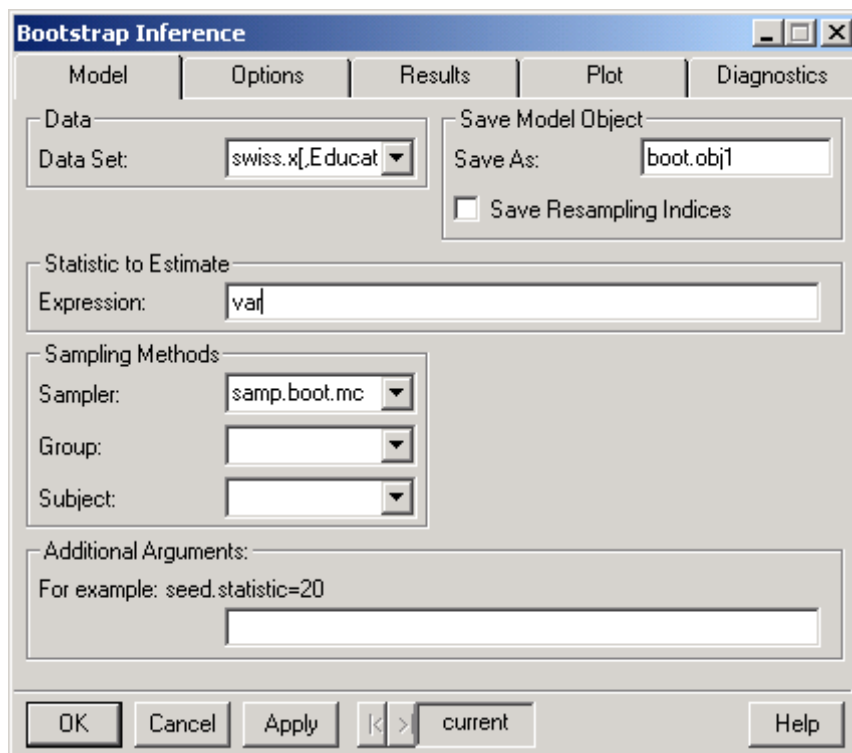 Bootstrap Inference
Model Options Results Plot Diagnostics
Data
Data Set: swiss.x[,Educat
Save Model Object
Save As: boot.obj1
Save Resampling Indices
Statistic to Estimate
Expression: var
Sampling Methods
Sampler: samp.boot.mc
Group:
Subject:
Additional Arguments:
For example: seed.statistic=20
OK Cancel Apply current Help